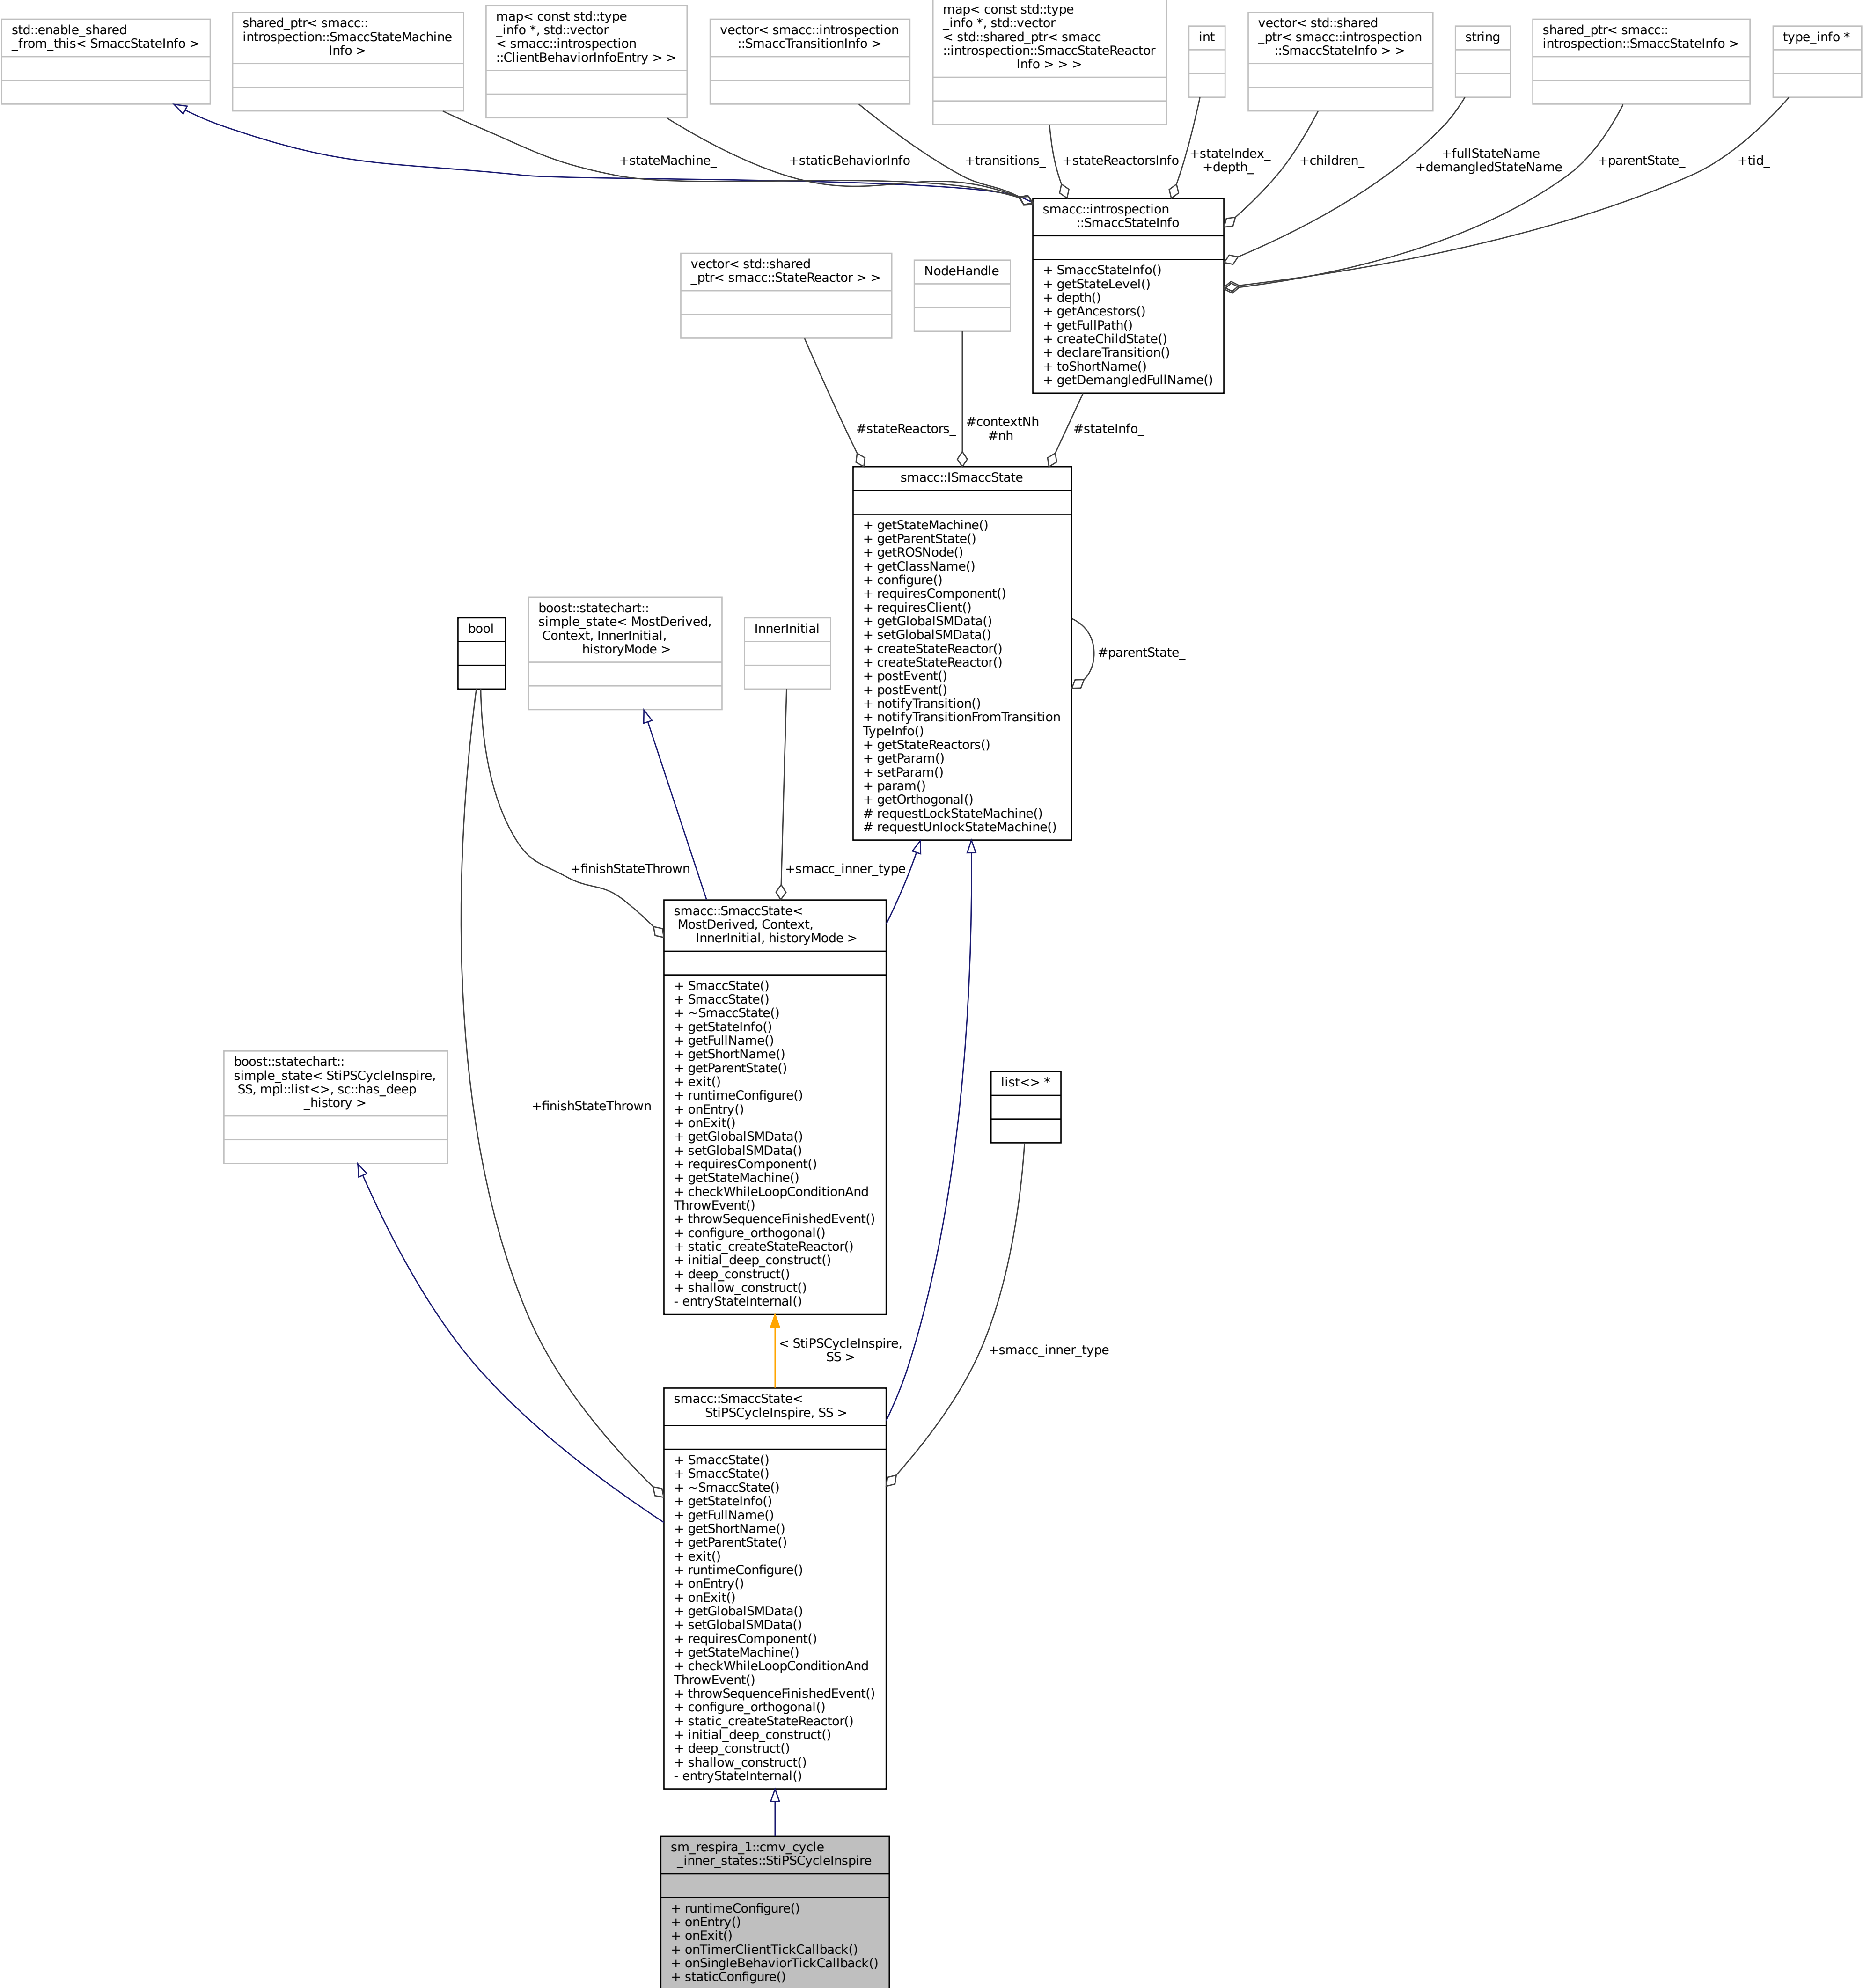 std::enable_shared
_from_this< SmaccStateInfo >
shared_ptr< smacc::
introspection::SmaccStateMachine
Info >
map< const std::type
_info *, std::vector
< smacc::introspection
::ClientBehaviorInfoEntry > >
vector< smacc::introspection
::SmaccTransitionInfo >
map< const std::type
_info *, std::vector
< std::shared_ptr< smacc
::introspection::SmaccStateReactor
Info > > >
int
vector< std::shared
_ptr< smacc::introspection
::SmaccStateInfo > >
string
shared_ptr< smacc::
introspection::SmaccStateInfo >
type_info *
+stateMachine_
+staticBehaviorInfo
+transitions_
+stateReactorsInfo
+stateIndex_
+depth_
+children_
+fullStateName
+demangledStateName
+parentState_
+tid_
smacc::introspection
::SmaccStateInfo
+ SmaccStateInfo()
+ getStateLevel()
+ depth()
+ getAncestors()
+ getFullPath()
+ createChildState()
+ declareTransition()
+ toShortName()
+ getDemangledFullName()
vector< std::shared
_ptr< smacc::StateReactor > >
NodeHandle
#stateReactors_
#contextNh
#nh
#stateInfo_
smacc::ISmaccState
+ getStateMachine()
+ getParentState()
+ getROSNode()
+ getClassName()
+ configure()
+ requiresComponent()
+ requiresClient()
+ getGlobalSMData()
+ setGlobalSMData()
+ createStateReactor()
+ createStateReactor()
+ postEvent()
+ postEvent()
+ notifyTransition()
+ notifyTransitionFromTransition
TypeInfo()
+ getStateReactors()
+ getParam()
+ setParam()
+ param()
+ getOrthogonal()
# requestLockStateMachine()
# requestUnlockStateMachine()
#parentState_
bool
boost::statechart::
simple_state< MostDerived,
Context, InnerInitial,
historyMode >
InnerInitial
+finishStateThrown
+smacc_inner_type
smacc::SmaccState<
MostDerived, Context,
InnerInitial, historyMode >
+ SmaccState()
+ SmaccState()
+ ~SmaccState()
+ getStateInfo()
+ getFullName()
+ getShortName()
+ getParentState()
+ exit()
+ runtimeConfigure()
+ onEntry()
+ onExit()
+ getGlobalSMData()
+ setGlobalSMData()
+ requiresComponent()
+ getStateMachine()
+ checkWhileLoopConditionAnd
ThrowEvent()
+ throwSequenceFinishedEvent()
+ configure_orthogonal()
+ static_createStateReactor()
+ initial_deep_construct()
+ deep_construct()
+ shallow_construct()
- entryStateInternal()
boost::statechart::
simple_state< StiPSCycleInspire,
SS, mpl::list<>, sc::has_deep
_history >
+finishStateThrown
list<> *
< StiPSCycleInspire,
SS >
+smacc_inner_type
smacc::SmaccState<
StiPSCycleInspire, SS >
+ SmaccState()
+ SmaccState()
+ ~SmaccState()
+ getStateInfo()
+ getFullName()
+ getShortName()
+ getParentState()
+ exit()
+ runtimeConfigure()
+ onEntry()
+ onExit()
+ getGlobalSMData()
+ setGlobalSMData()
+ requiresComponent()
+ getStateMachine()
+ checkWhileLoopConditionAnd
ThrowEvent()
+ throwSequenceFinishedEvent()
+ configure_orthogonal()
+ static_createStateReactor()
+ initial_deep_construct()
+ deep_construct()
+ shallow_construct()
- entryStateInternal()
sm_respira_1::cmv_cycle
_inner_states::StiPSCycleInspire
+ runtimeConfigure()
+ onEntry()
+ onExit()
+ onTimerClientTickCallback()
+ onSingleBehaviorTickCallback()
+ staticConfigure()